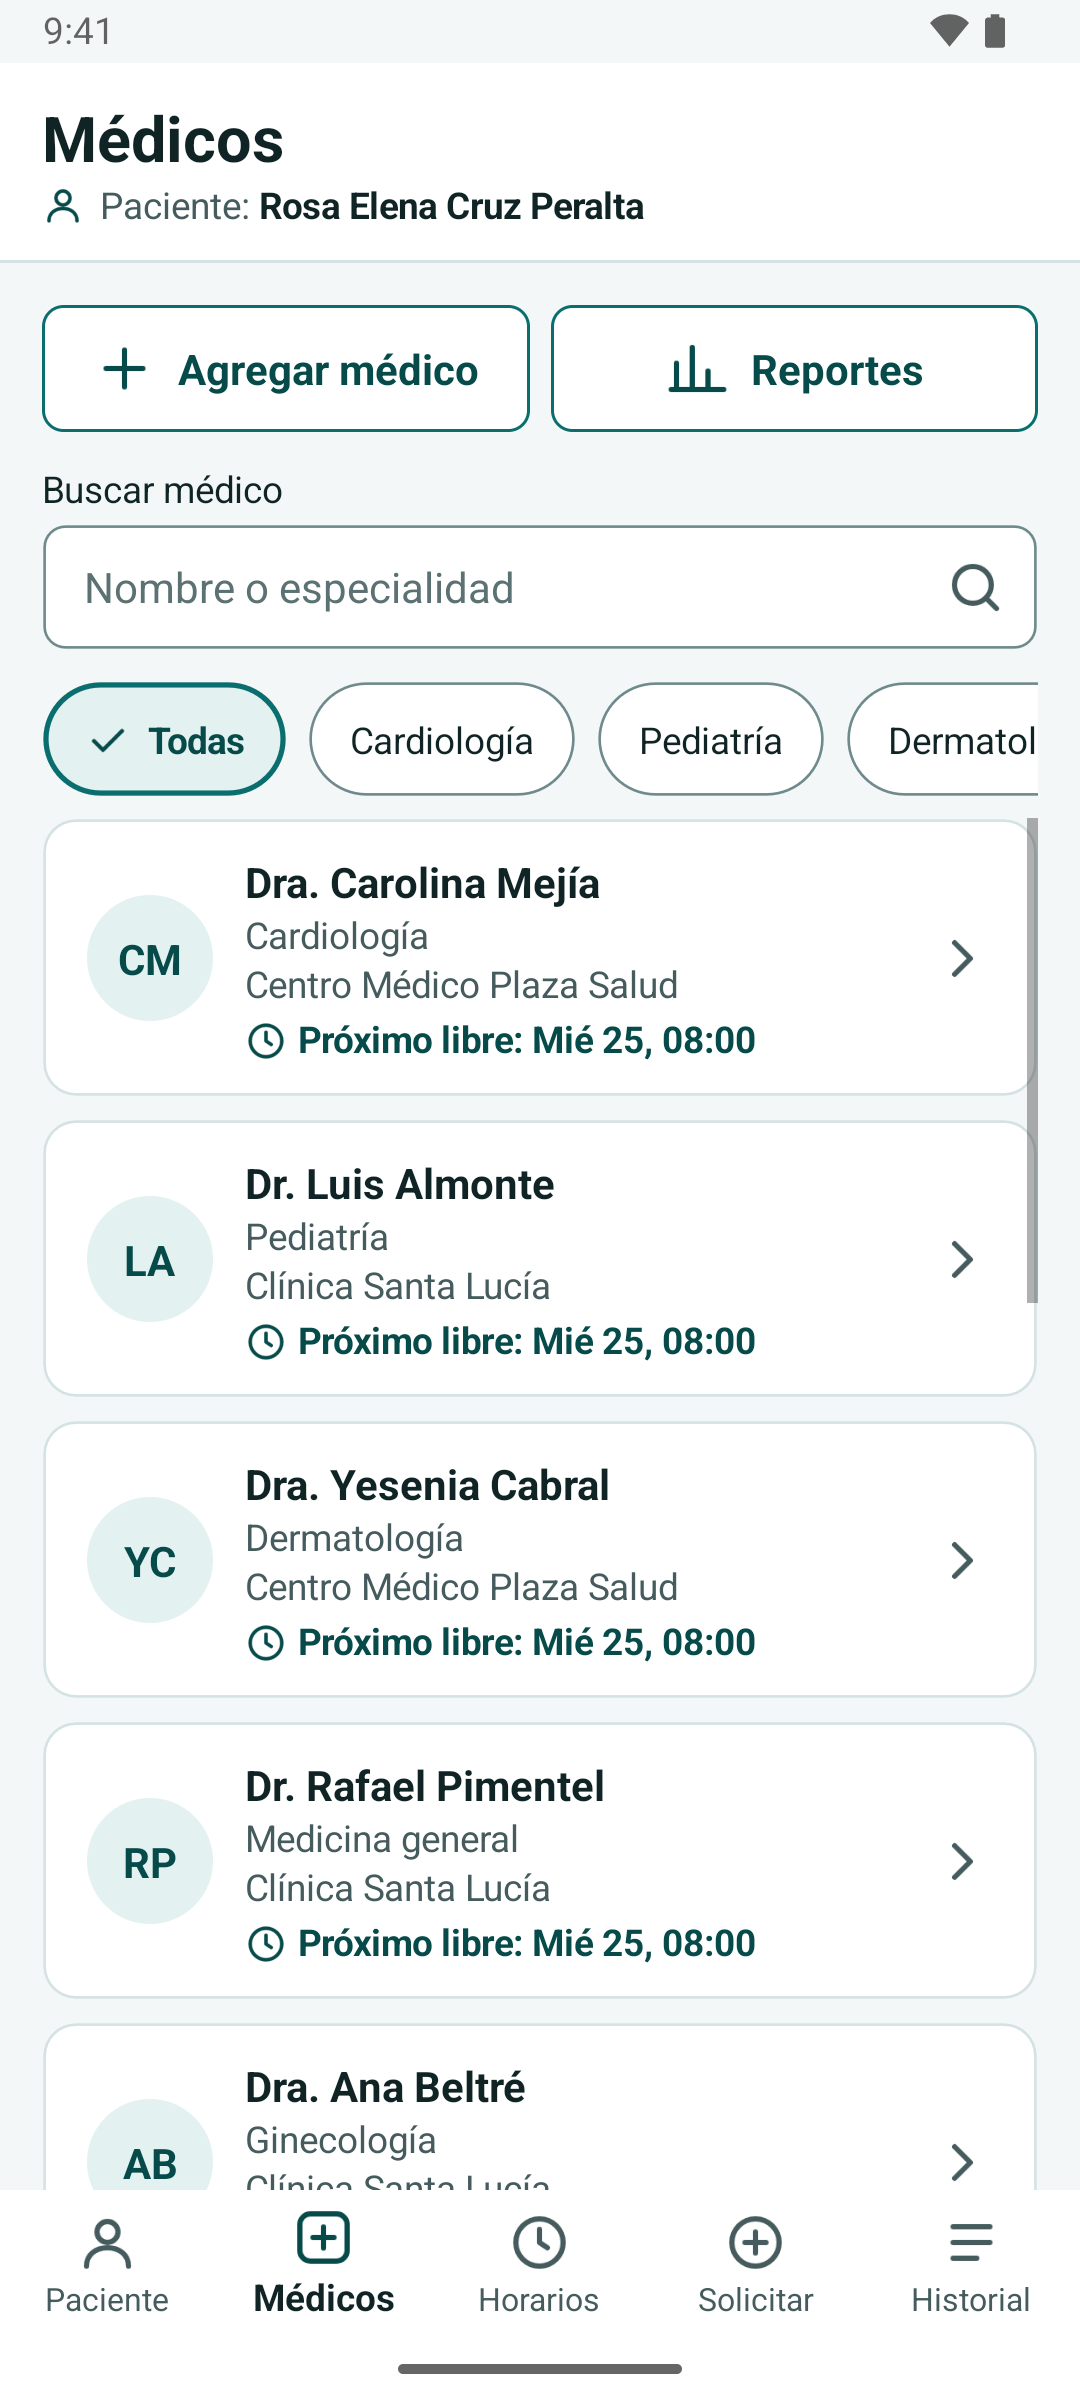 9:41
Médicos
Paciente: Rosa Elena Cruz Peralta
Agregar médico
Reportes
Buscar médico
Nombre o especialidad
Todas
Cardiología
Pediatría
Dermatol
CM
Dra. Carolina Mejía
Cardiología
Centro Médico Plaza Salud
Próximo libre: Mié 25, 08:00
LA
Dr. Luis Almonte
Pediatría
Clínica Santa Lucía
Próximo libre: Mié 25, 08:00
YC
Dra. Yesenia Cabral
Dermatología
Centro Médico Plaza Salud
Próximo libre: Mié 25, 08:00
RP
Dr. Rafael Pimentel
Medicina general
Clínica Santa Lucía
Próximo libre: Mié 25, 08:00
AB
Dra. Ana Beltré
Ginecología
Clínica Santa Lucía
Paciente
Médicos
Horarios
Solicitar
Historial